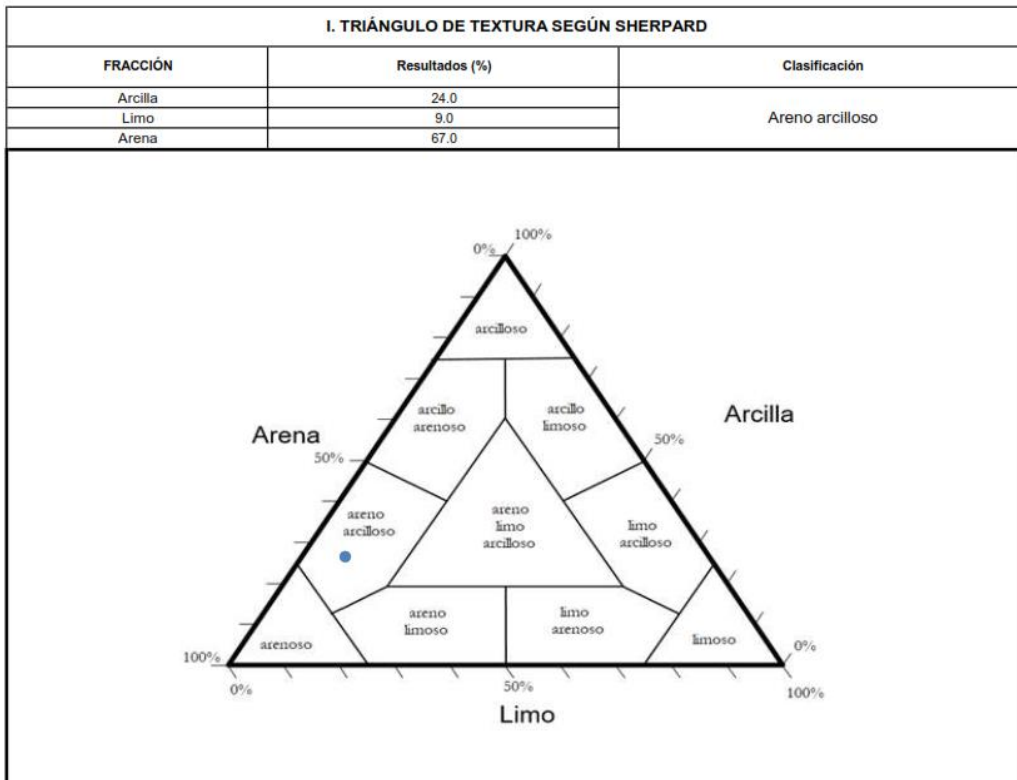 I. TRIÁNGULO DE TEXTURA SEGÚN SHERPARD
FRACCIÓN Resultados (%) Clasificación
Arcilla 24.0
Areno arcilloso
Limo 9.0
Arena 67.0
100%
0%
arcilloso
arcillo
arenoso
arcillo
limoso
Arcilla
Arena
50%
50%
areno
arcilloso
areno
limo
arcilloso
limo
arcilloso
areno
limoso
limo
arenoso
arenoso
limoso
100%
0%
0%
50%
100%
Limo